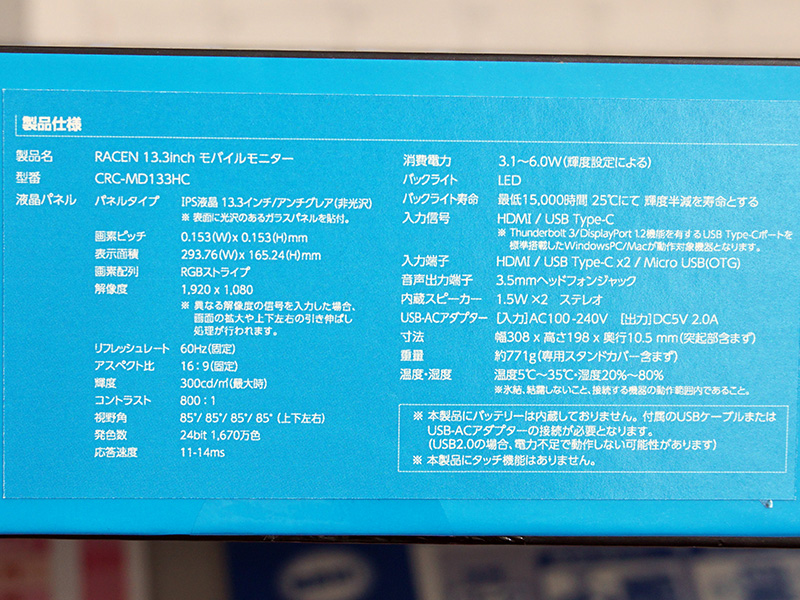 製品仕様
製品名 RACEN 13.3inch モバイルモニター
型番 CRC-MD133HC
液晶パネル パネルタイプ IPS液晶 13.3インチ/アンチグレア(非光沢)
※ 表面に光沢のあるガラスパネルを貼付。
画素ピッチ 0.153(W) x 0.153(H)mm
表示面積 293.76(W) x 165.24(H)mm
画素配列 RGBストライプ
解像度 1,920 x 1,080
※ 異なる解像度の信号を入力した場合、
画面の拡大や上下左右の引き伸ばし
処理が行われます。
リフレッシュレート 60Hz(固定)
アスペクト比 16:9(固定)
輝度 300cd/㎡(最大時)
コントラスト 800:1
視野角 85°/ 85°/ 85°/ 85° (上下左右)
発色数 24bit 1,670万色
応答速度 11-14ms
消費電力 3.1〜6.0W(輝度設定による)
バックライト LED
バックライト寿命 最低15,000時間 25℃にて 輝度半減を寿命とする
入力信号 HDMI / USB Type-C
※ Thunderbolt 3/DisplayPort 1.2機能を有するUSB Type-Cポートを
標準搭載したWindowsPC/Macが動作対象機器となります。
入力端子 HDMI / USB Type-C x2 / Micro USB(OTG)
音声出力端子 3.5mmヘッドフォンジャック
内蔵スピーカー 1.5W ×2 ステレオ
USB-ACアダプター [入力]AC100-240V [出力]DC5V 2.0A
寸法 幅308 x 高さ198 x 奥行10.5 mm (突起部含まず)
重量 約771g(専用スタンドカバー含まず)
温度・湿度 温度5℃〜35℃・湿度20%〜80%
※氷結、結露しないこと、接続する機器の動作範囲内であること。
※ 本製品にバッテリーは内蔵しておりません。付属のUSBケーブルまたは
USB-ACアダプターの接続が必要となります。
(USB2.0の場合、電力不足で動作しない可能性があります)
※ 本製品にタッチ機能はありません。